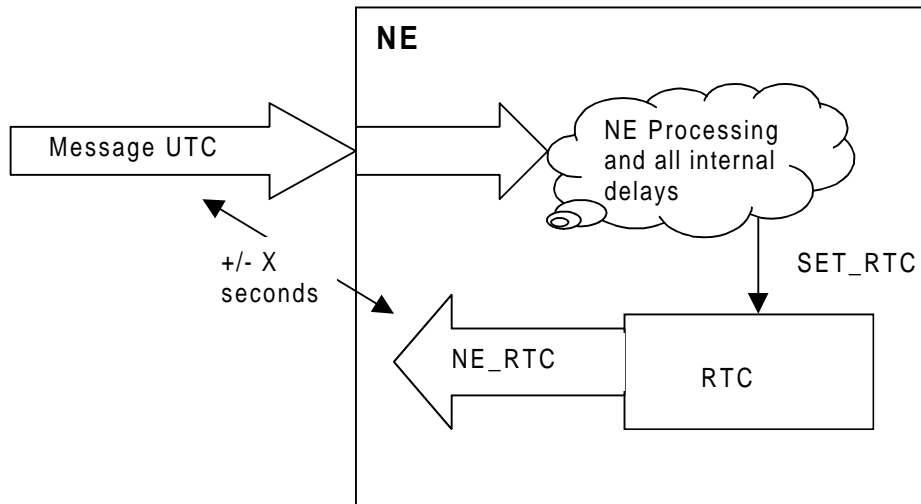 NE
Message UTC
NE Processing
and all internal
delays
+/- X
seconds
SET_RTC
NE_RTC
RTC